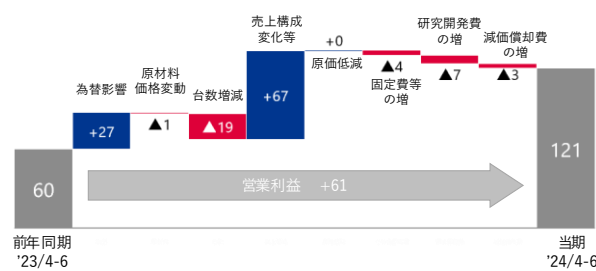 為替影響
+27
原材料
価格変動
▲1
台数増減
▲19
売上構成
変化等
+67
+0
原価低減
▲4
固定費等
の増
研究開発費
の増
▲7
減価償却費
の増
▲3
60
営業利益 +61
121
前年同期
'23/4-6
当期
'24/4-6